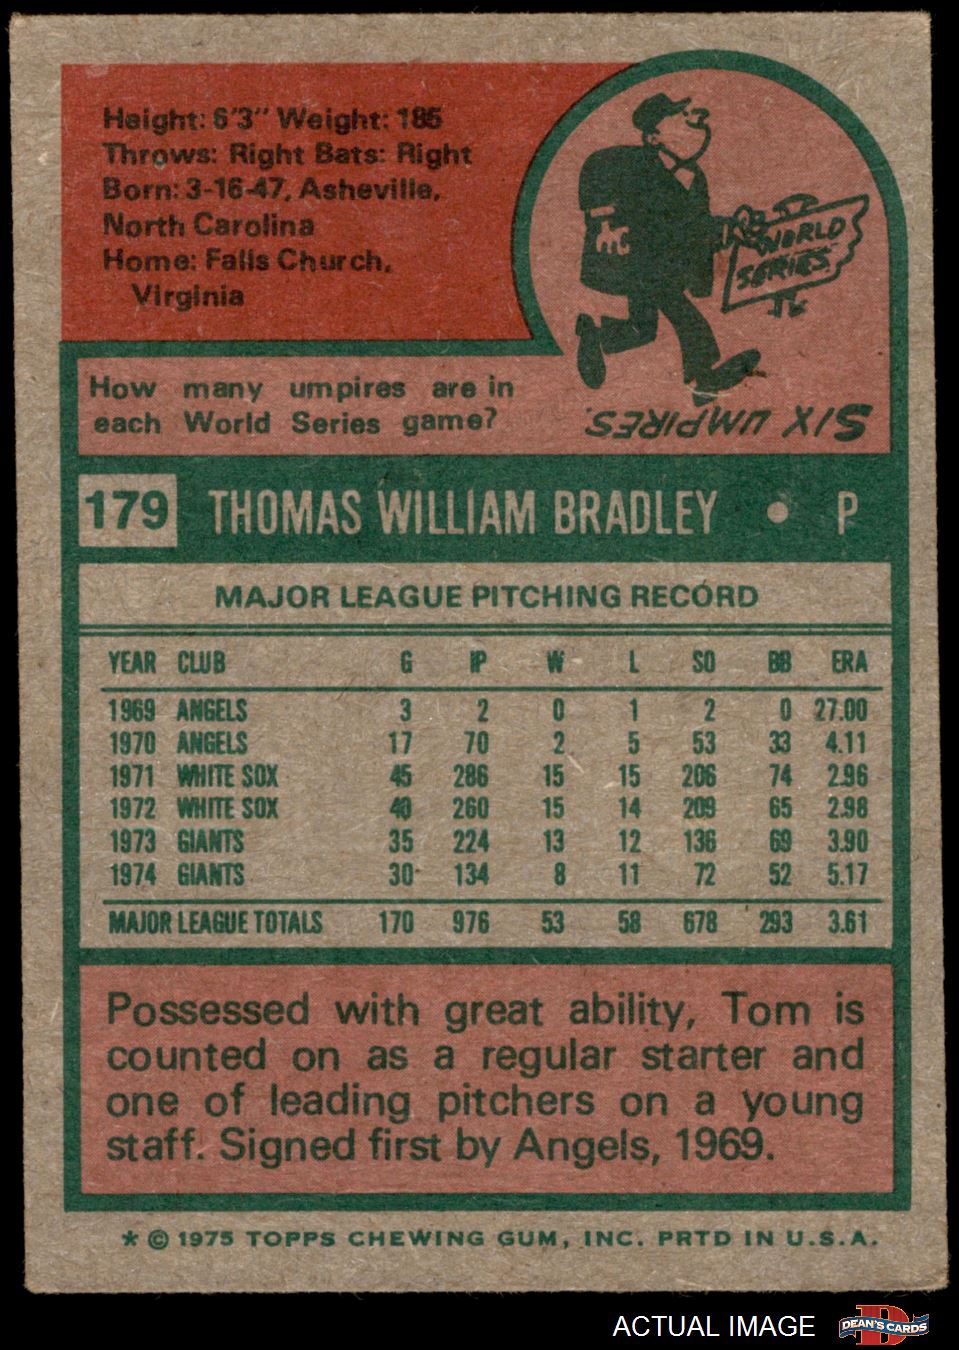 Height: 6'3" Weight: 185
Throws: Right Bats: Right
Born: 3-16-47, Asheville,
North Carolina
Home: Falls Church,
Virginia
WORLD
SERIES
How many umpires are in
each World Series game?
SIX UMPIRES.
179 THOMAS WILLIAM BRADLEY • P
MAJOR LEAGUE PITCHING RECORD
YEAR CLUB G IP W L SO BB ERA
1969 ANGELS 3 2 0 1 2 0 27.00
1970 ANGELS 17 70 2 5 53 33 4.11
1971 WHITE SOX 45 286 15 15 206 74 2.96
1972 WHITE SOX 40 260 15 14 209 65 2.98
1973 GIANTS 35 224 13 12 136 69 3.90
1974 GIANTS 30 134 8 11 72 52 5.17
MAJOR LEAGUE TOTALS 170 976 53 58 678 293 3.61
Possessed with great ability, Tom is
counted on as a regular starter and
one of leading pitchers on a young
staff. Signed first by Angels, 1969.
* © 1975 TOPPS CHEWING GUM, INC. PRTD IN U.S.A.
ACTUAL IMAGE
DEAN'S CARDS